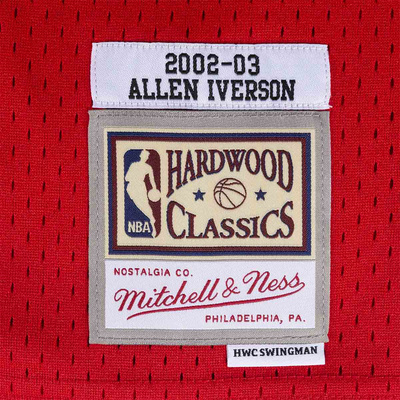 2002-03
ALLEN IVERSON
NBA
HARDWOOD
CLASSICS
NOSTALGIA CO.
Mitchell & Ness
PHILADELPHIA, PA.
HWC SWINGMAN